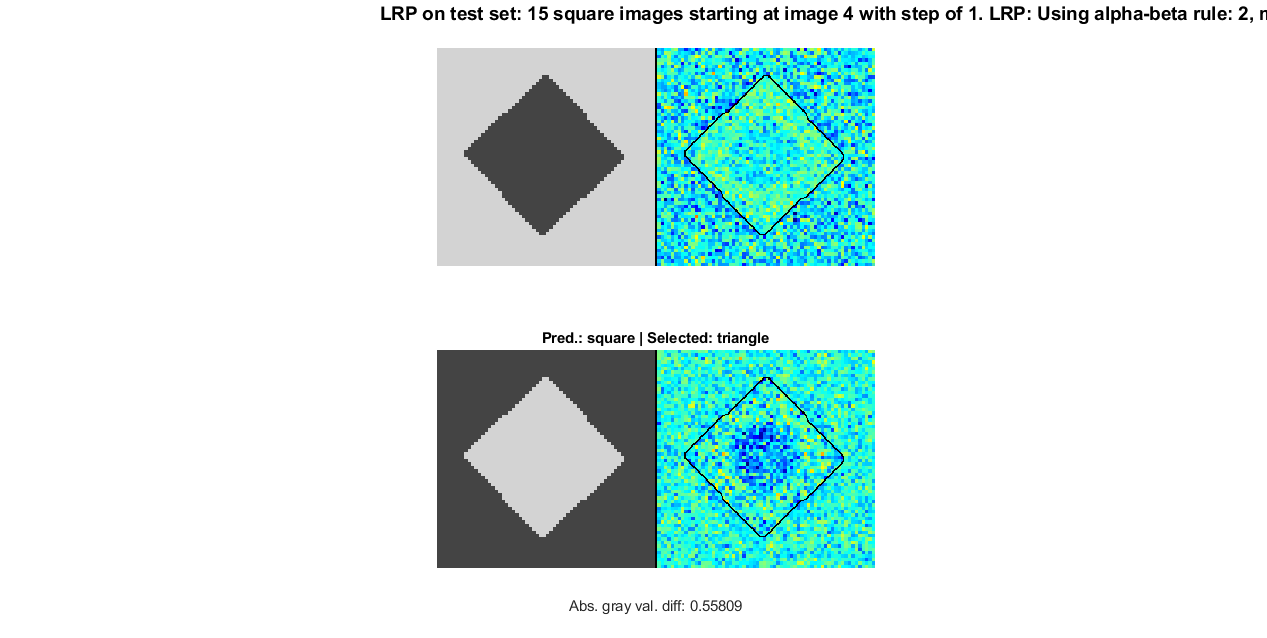 LRP on test set: 15 square images starting at image 4 with step of 1. LRP: Using alpha-beta rule: 2,
Pred.: square | Selected: triangle
Abs. gray val. diff: 0.55809